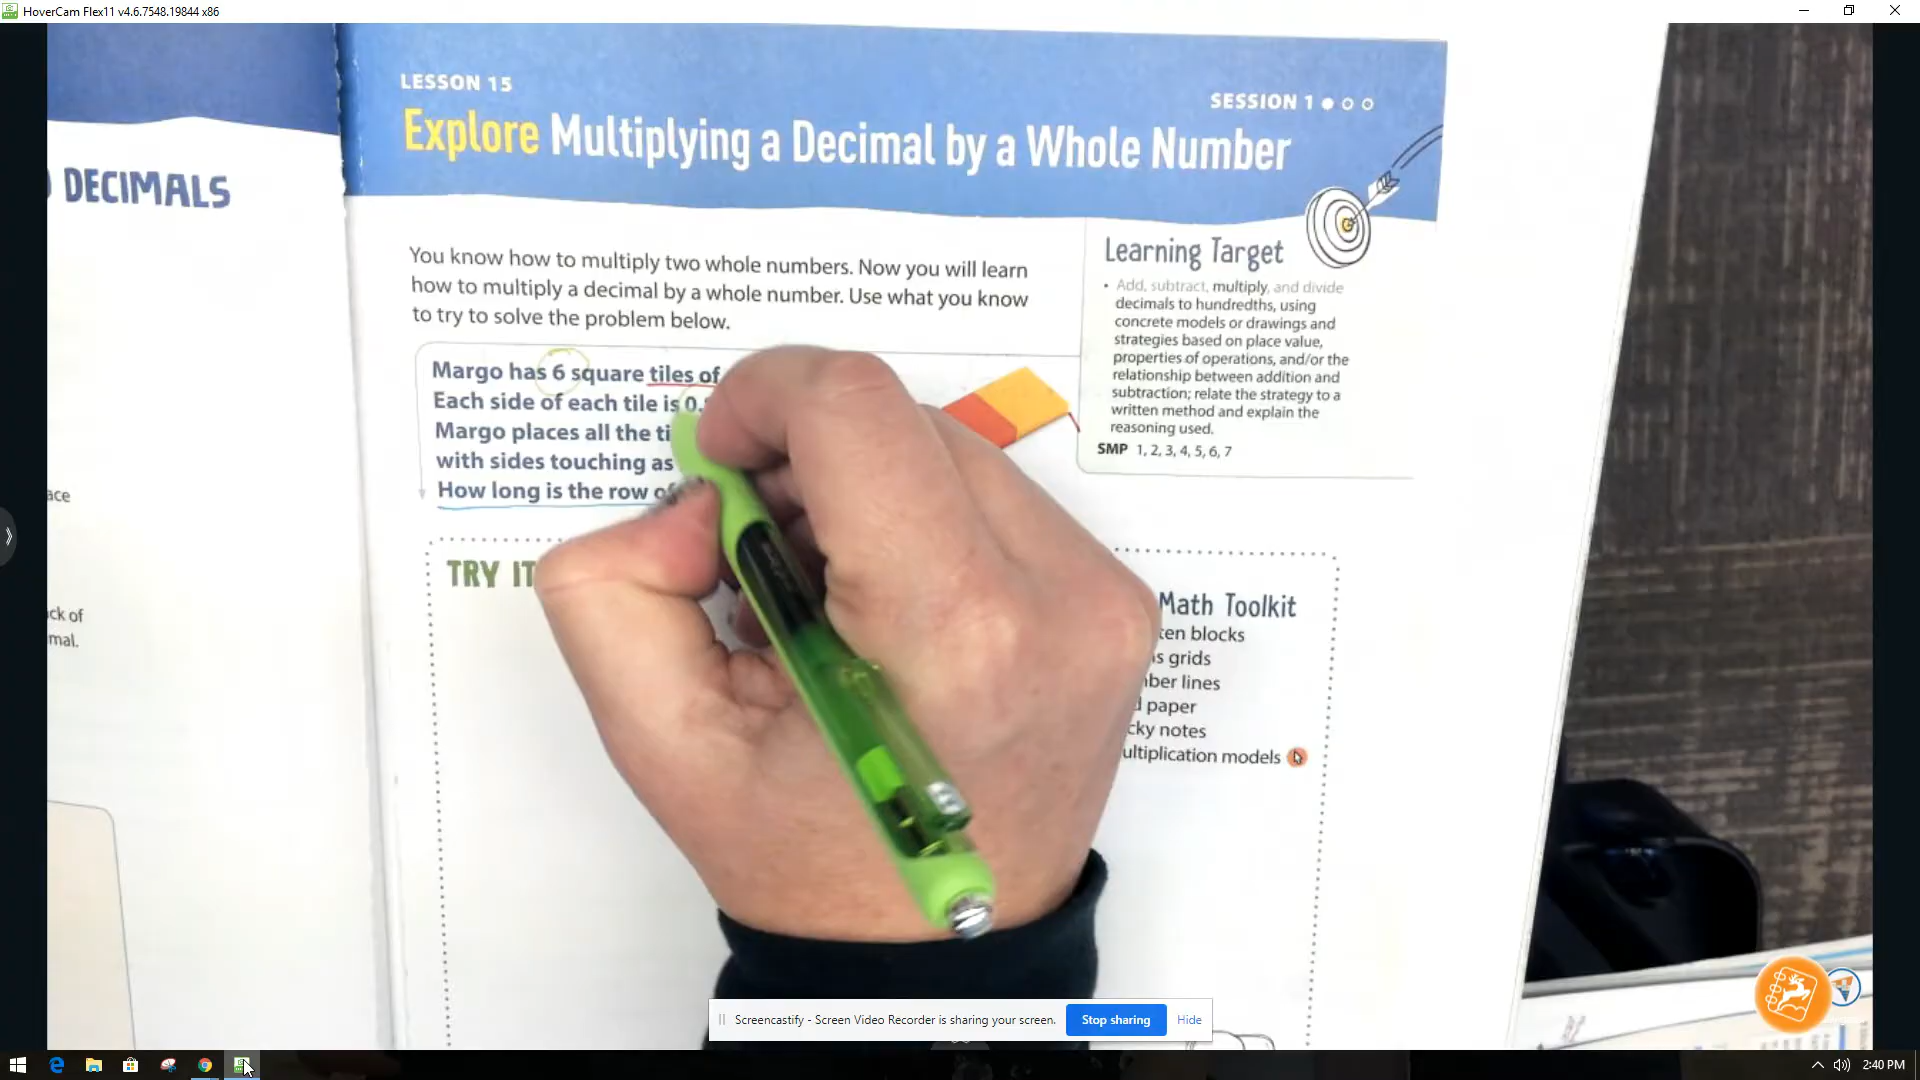 HoverCam Flex11 v4.6.7548.19844 x86
LESSON 15
SESSION 1
Explore Multiplying a Decimal by a Whole Number
DECIMALS
You know how to multiply two whole numbers. Now you will learn
how to multiply a decimal by a whole number. Use what you know
to try to solve the problem below.
Learning Target
• Add, subtract, multiply, and divide
decimals to hundredths, using
concrete models or drawings and
strategies based on place value,
properties of operations, and/or the
relationship between addition and
subtraction; relate the strategy to a
written method and explain the
reasoning used.
SMP 1, 2, 3, 4, 5, 6, 7
Margo has 6 square tiles of
Each side of each tile is 0.
Margo places all the
with sides touching as
How long is the row of
ace
ck of
mal.
TRY IT
Math Toolkit
ten blocks
grids
lines
paper
notes
multiplication models
Screencastify - Screen Video Recorder is sharing your screen.
Stop sharing
Hide
2:40 PM